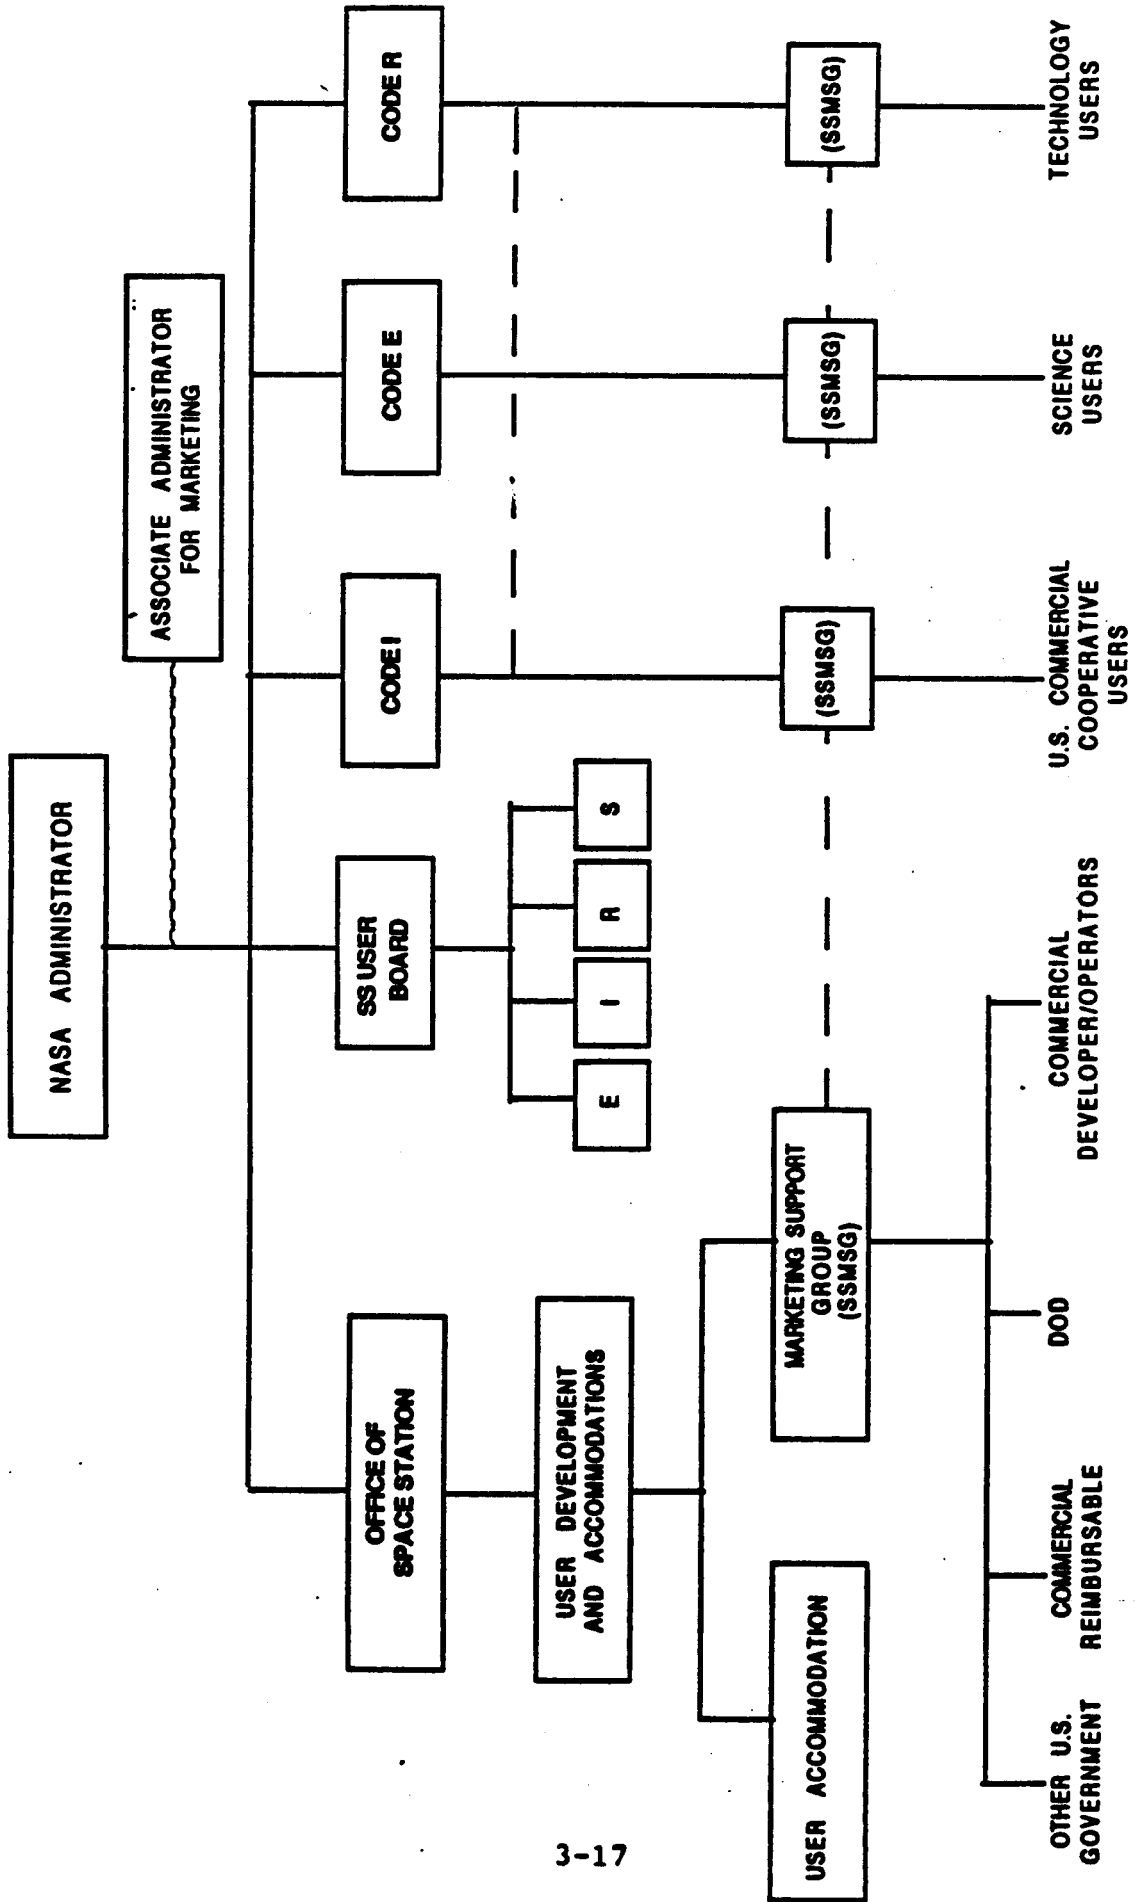 NASA ADMINISTRATOR
ASSOCIATE ADMINISTRATOR
FOR MARKETING
OFFICE OF
SPACE STATION
SS USER
BOARD
CODE I
CODE E
CODE R
USER DEVELOPMENT
AND ACCOMMODATIONS
E
I
R
S
USER ACCOMMODATION
MARKETING SUPPORT
GROUP
(SSMSG)
(SSMSG)
(SSMSG)
(SSMSG)
OTHER U.S.
GOVERNMENT
COMMERCIAL
REIMBURSABLE
DOD
COMMERCIAL
DEVELOPER/OPERATORS
U.S. COMMERCIAL
COOPERATIVE
USERS
SCIENCE
USERS
TECHNOLOGY
USERS
3-17